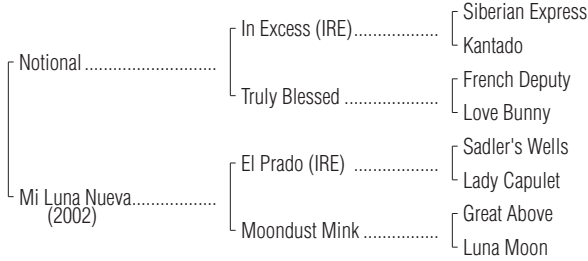 Siberian Express
In Excess (IRE)..................
Kantado
Notional ............................
French Deputy
Truly Blessed ....................
Love Bunny
Sadler's Wells
El Prado (IRE) ..................
Lady Capulet
Mi Luna Nueva..................
(2002)
Great Above
Moondust Mink ................
Luna Moon